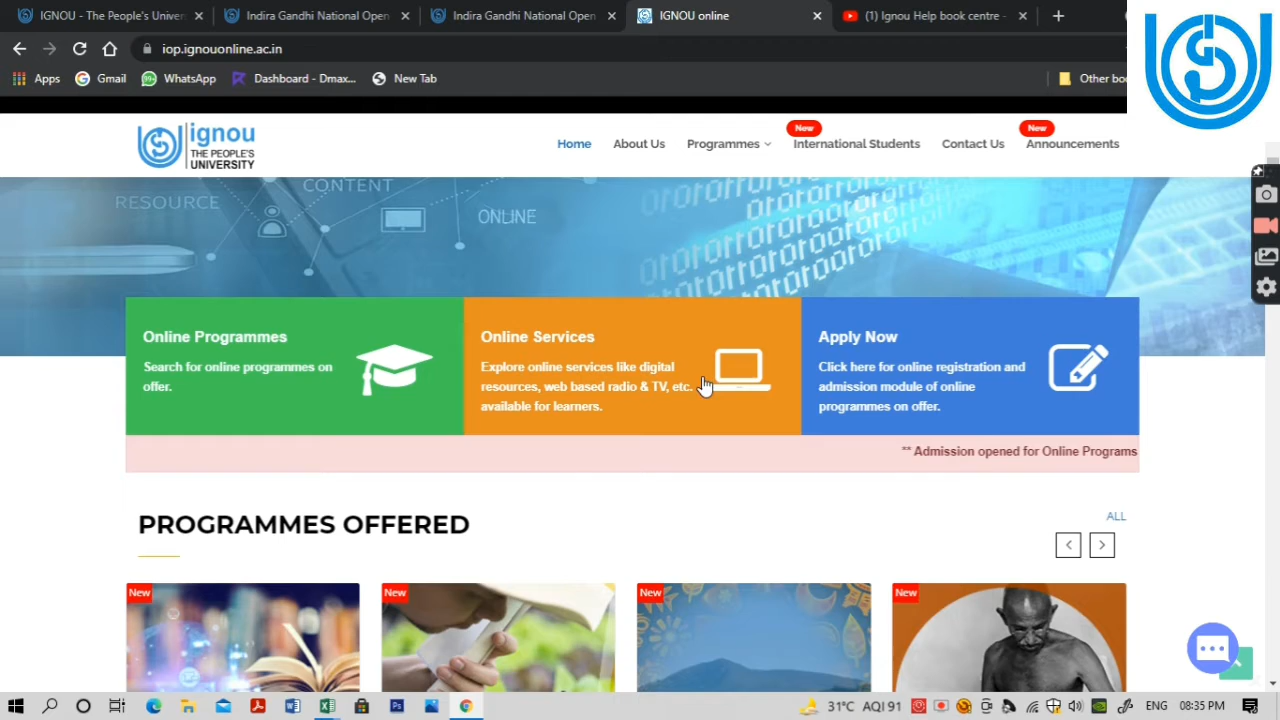 IGNOU - The People's Univer
Indira Gandhi National Open
Indira Gandhi National Open
IGNOU online
(1) Ignou Help book centre -
iop.ignouonline.ac.in
Apps
Gmail
99+
WhatsApp
Dashboard - Dmax...
New Tab
Other boo
ignou
THE PEOPLE'S
UNIVERSITY
Home
About Us
Programmes
New
International Students
Contact Us
New
Announcements
CONTENT
RESOURCE
ONLINE
Online Programmes
Search for online programmes on
offer.
Online Services
Explore online services like digital
resources, web based radio & TV, etc.
available for learners.
Apply Now
Click here for online registration and
admission module of online
programmes on offer.
** Admission opened for Online Programs
PROGRAMMES OFFERED
ALL
New
New
New
New
31°C AQI 91
ENG
08:35 PM